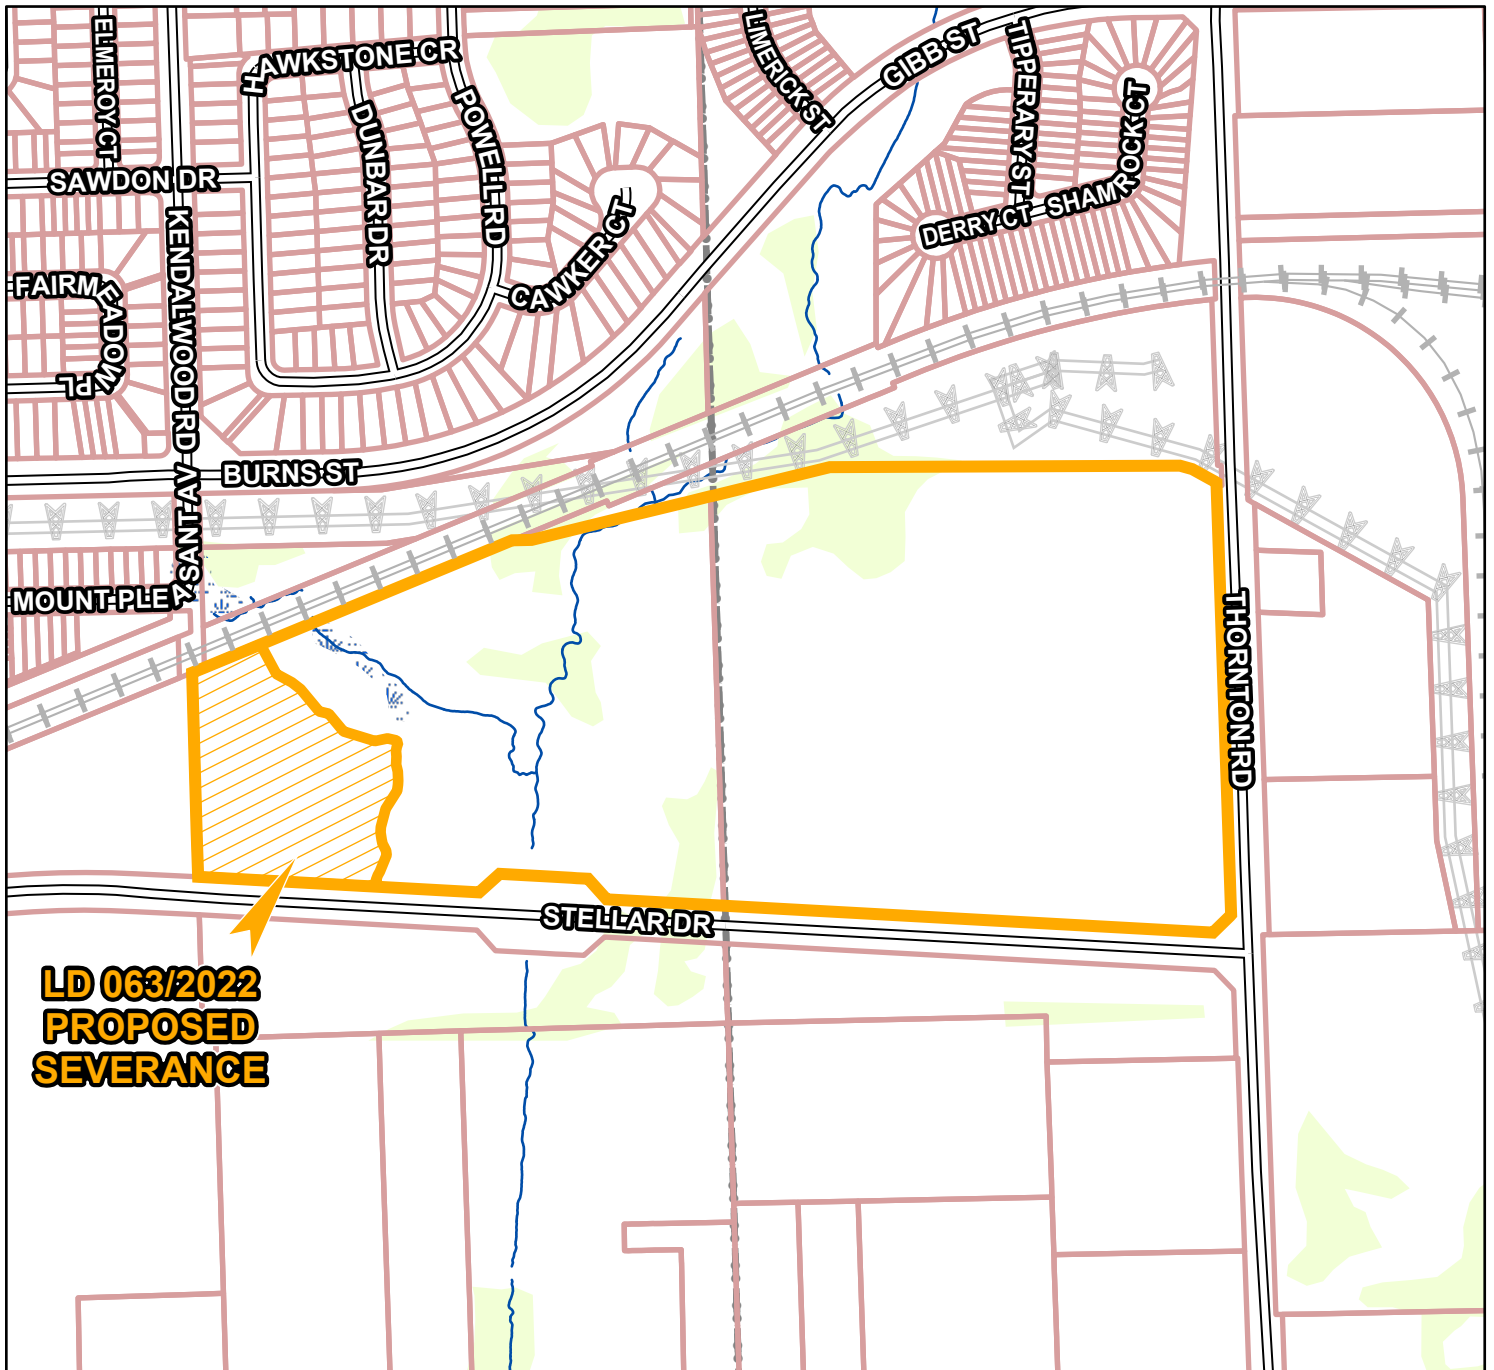 ELMEROY CT
HAWKSTONE CR
LIMERICK ST
GIBB ST
TIPPERARY ST
DUNBAR DR
POWELL RD
SHAMROCK CT
SAWDON DR
KENDALWOOD RD
CAWKER CT
DERRY CT
FAIRMEADOW PL
BURNS ST
MOUNT PLEASANT AV
THORNTON RD
STELLAR DR
LD 063/2022
PROPOSED
SEVERANCE